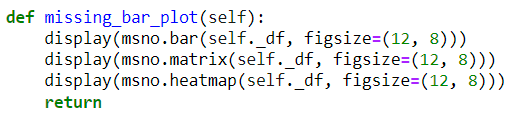 def missing_bar_plot(self):
    display(msno.bar(self._df, figsize=(12, 8)))
    display(msno.matrix(self._df, figsize=(12, 8)))
    display(msno.heatmap(self._df, figsize=(12, 8)))
    return